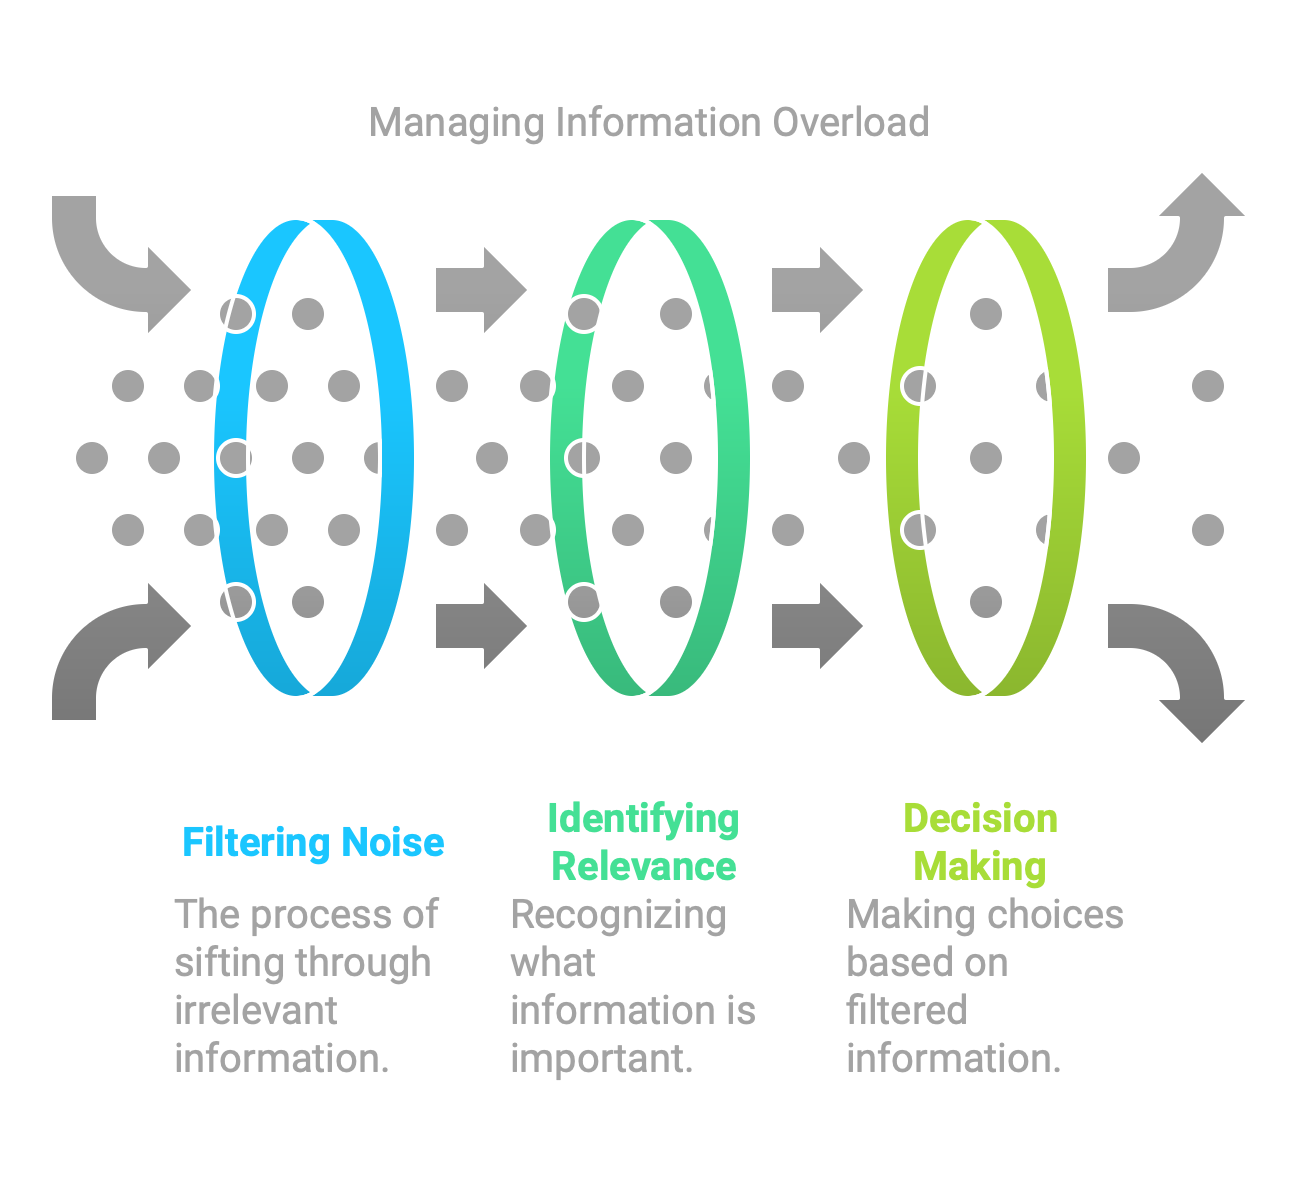 Managing Information Overload
Filtering Noise
The process of
sifting through
irrelevant
information.
Identifying
Relevance
Recognizing
what
information is
important.
Decision
Making
Making choices
based on
filtered
information.